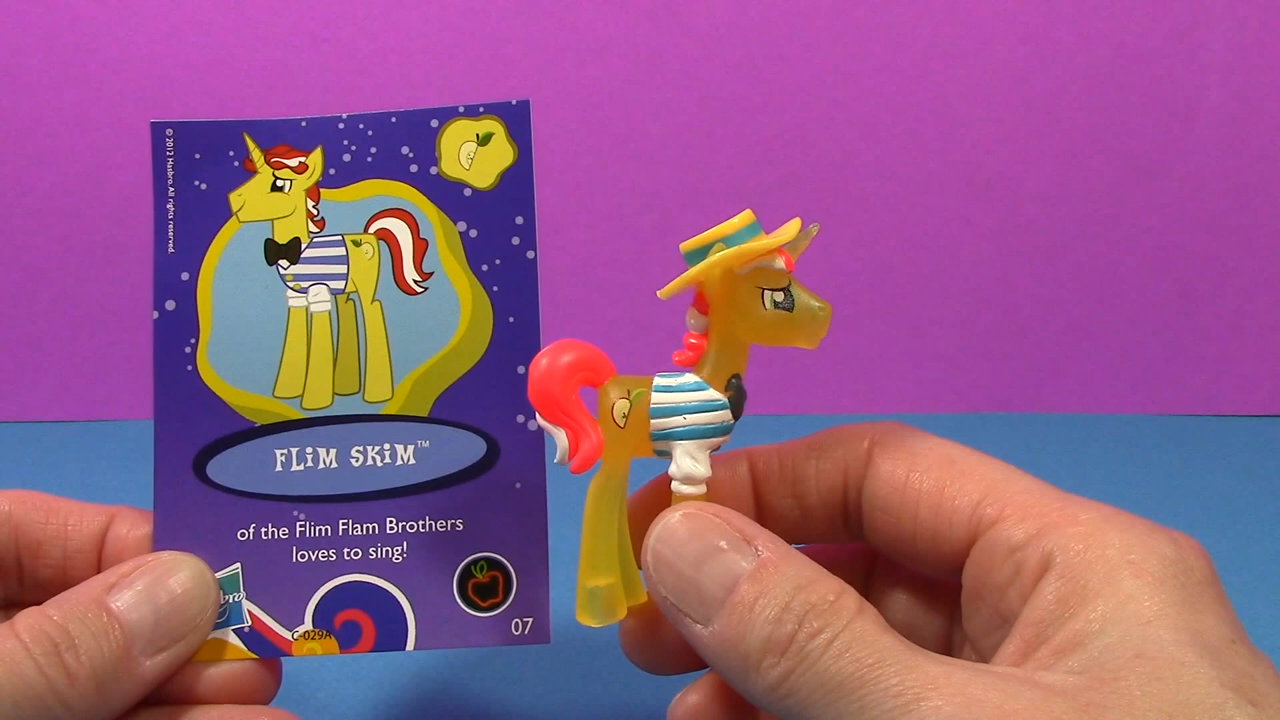 © 2012 Hasbro. All rights reserved.
FLiM SKiM™
of the Flim Flam Brothers
loves to sing!
C-029A
07